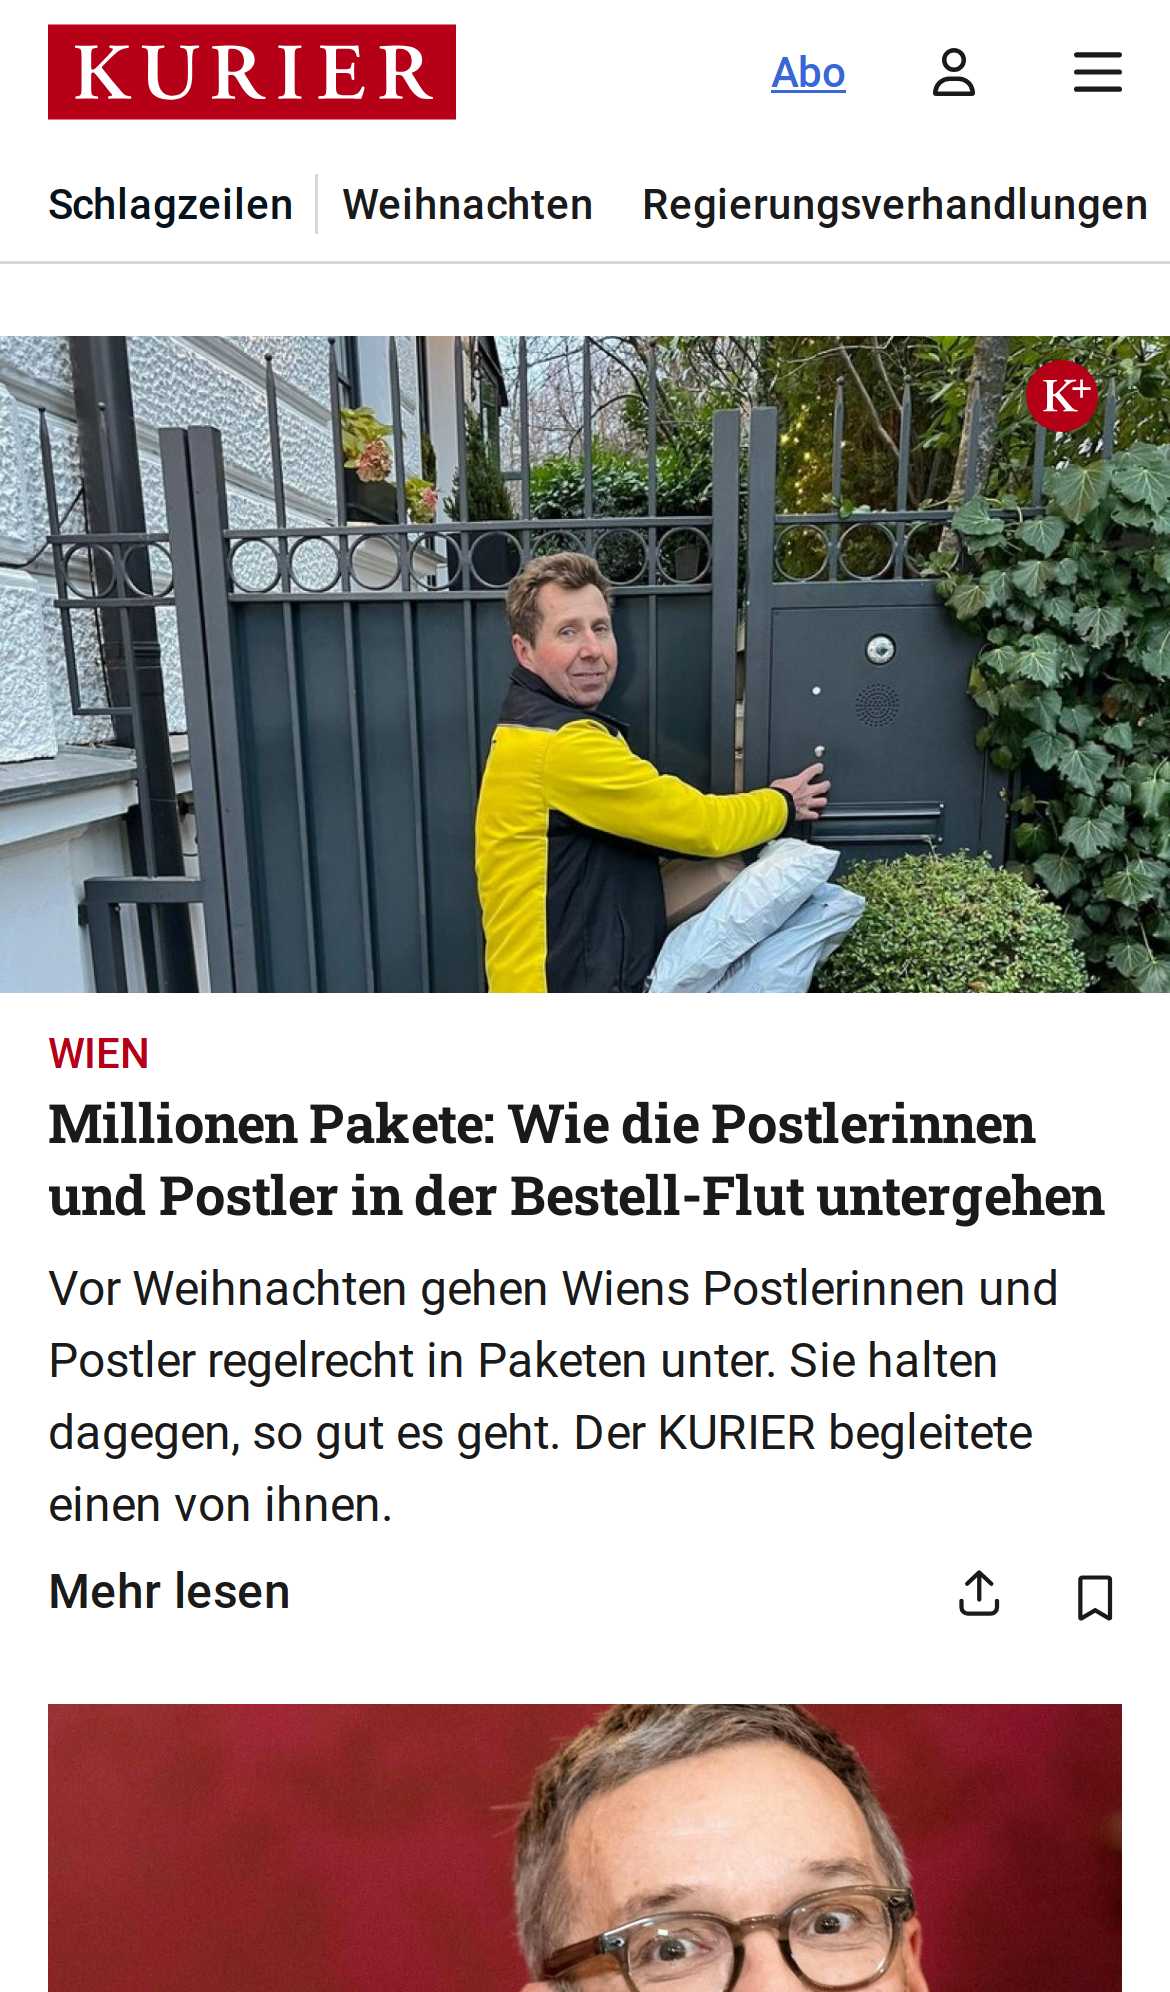 KURIER
Abo
Schlagzeilen
Weihnachten
Regierungsverhandlungen
K+
WIEN
Millionen Pakete: Wie die Postlerinnen
und Postler in der Bestell-Flut untergehen
Vor Weihnachten gehen Wiens Postlerinnen und
Postler regelrecht in Paketen unter. Sie halten
dagegen, so gut es geht. Der KURIER begleitete
einen von ihnen.
Mehr lesen